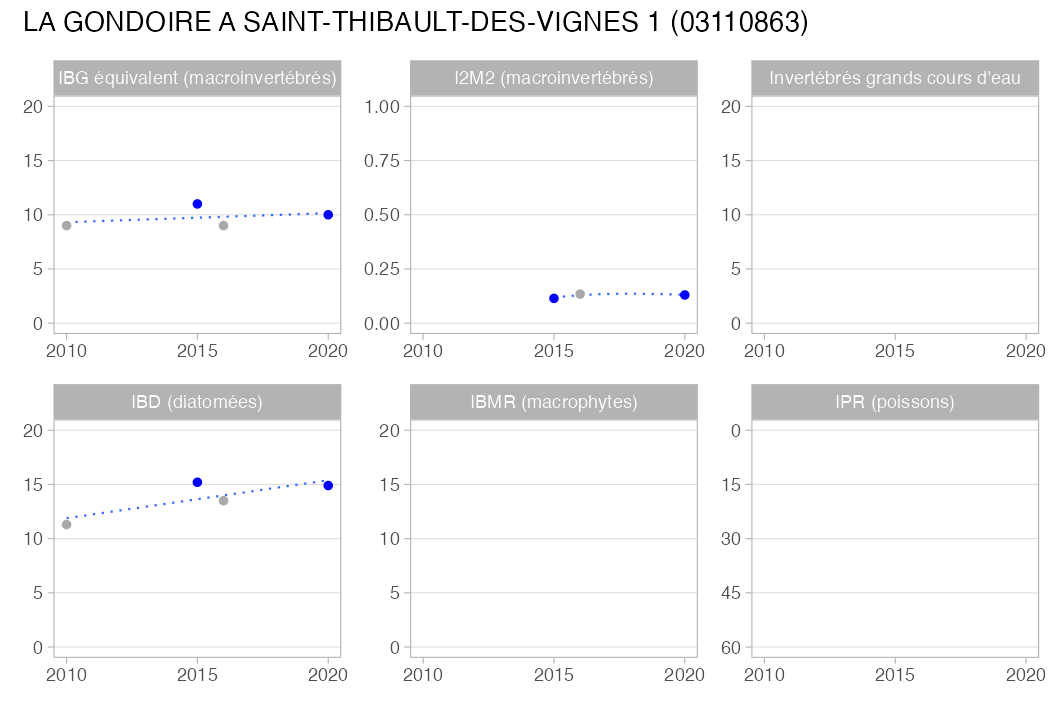 LA GONDOIRE A SAINT-THIBAULT-DES-VIGNES 1 (03110863)
IBG équivalent (macroinvertébrés)
20
15
10
5
0
2010 2015 2020
I2M2 (macroinvertébrés)
1.00
0.75
0.50
0.25
0.00
2010 2015 2020
Invertébrés grands cours d'eau
20
15
10
5
0
2010 2015 2020
IBD (diatomées)
20
15
10
5
0
2010 2015 2020
IBMR (macrophytes)
20
15
10
5
0
2010 2015 2020
IPR (poissons)
0
15
30
45
60
2010 2015 2020